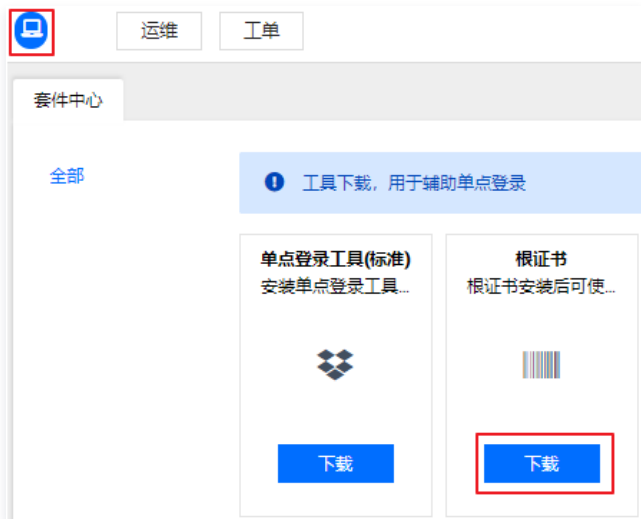 运维 工单
套件中心
全部
工具下载，用于辅助单点登录
单点登录工具(标准)
安装单点登录工具...
下载
根证书
根证书安装后可使...
下载